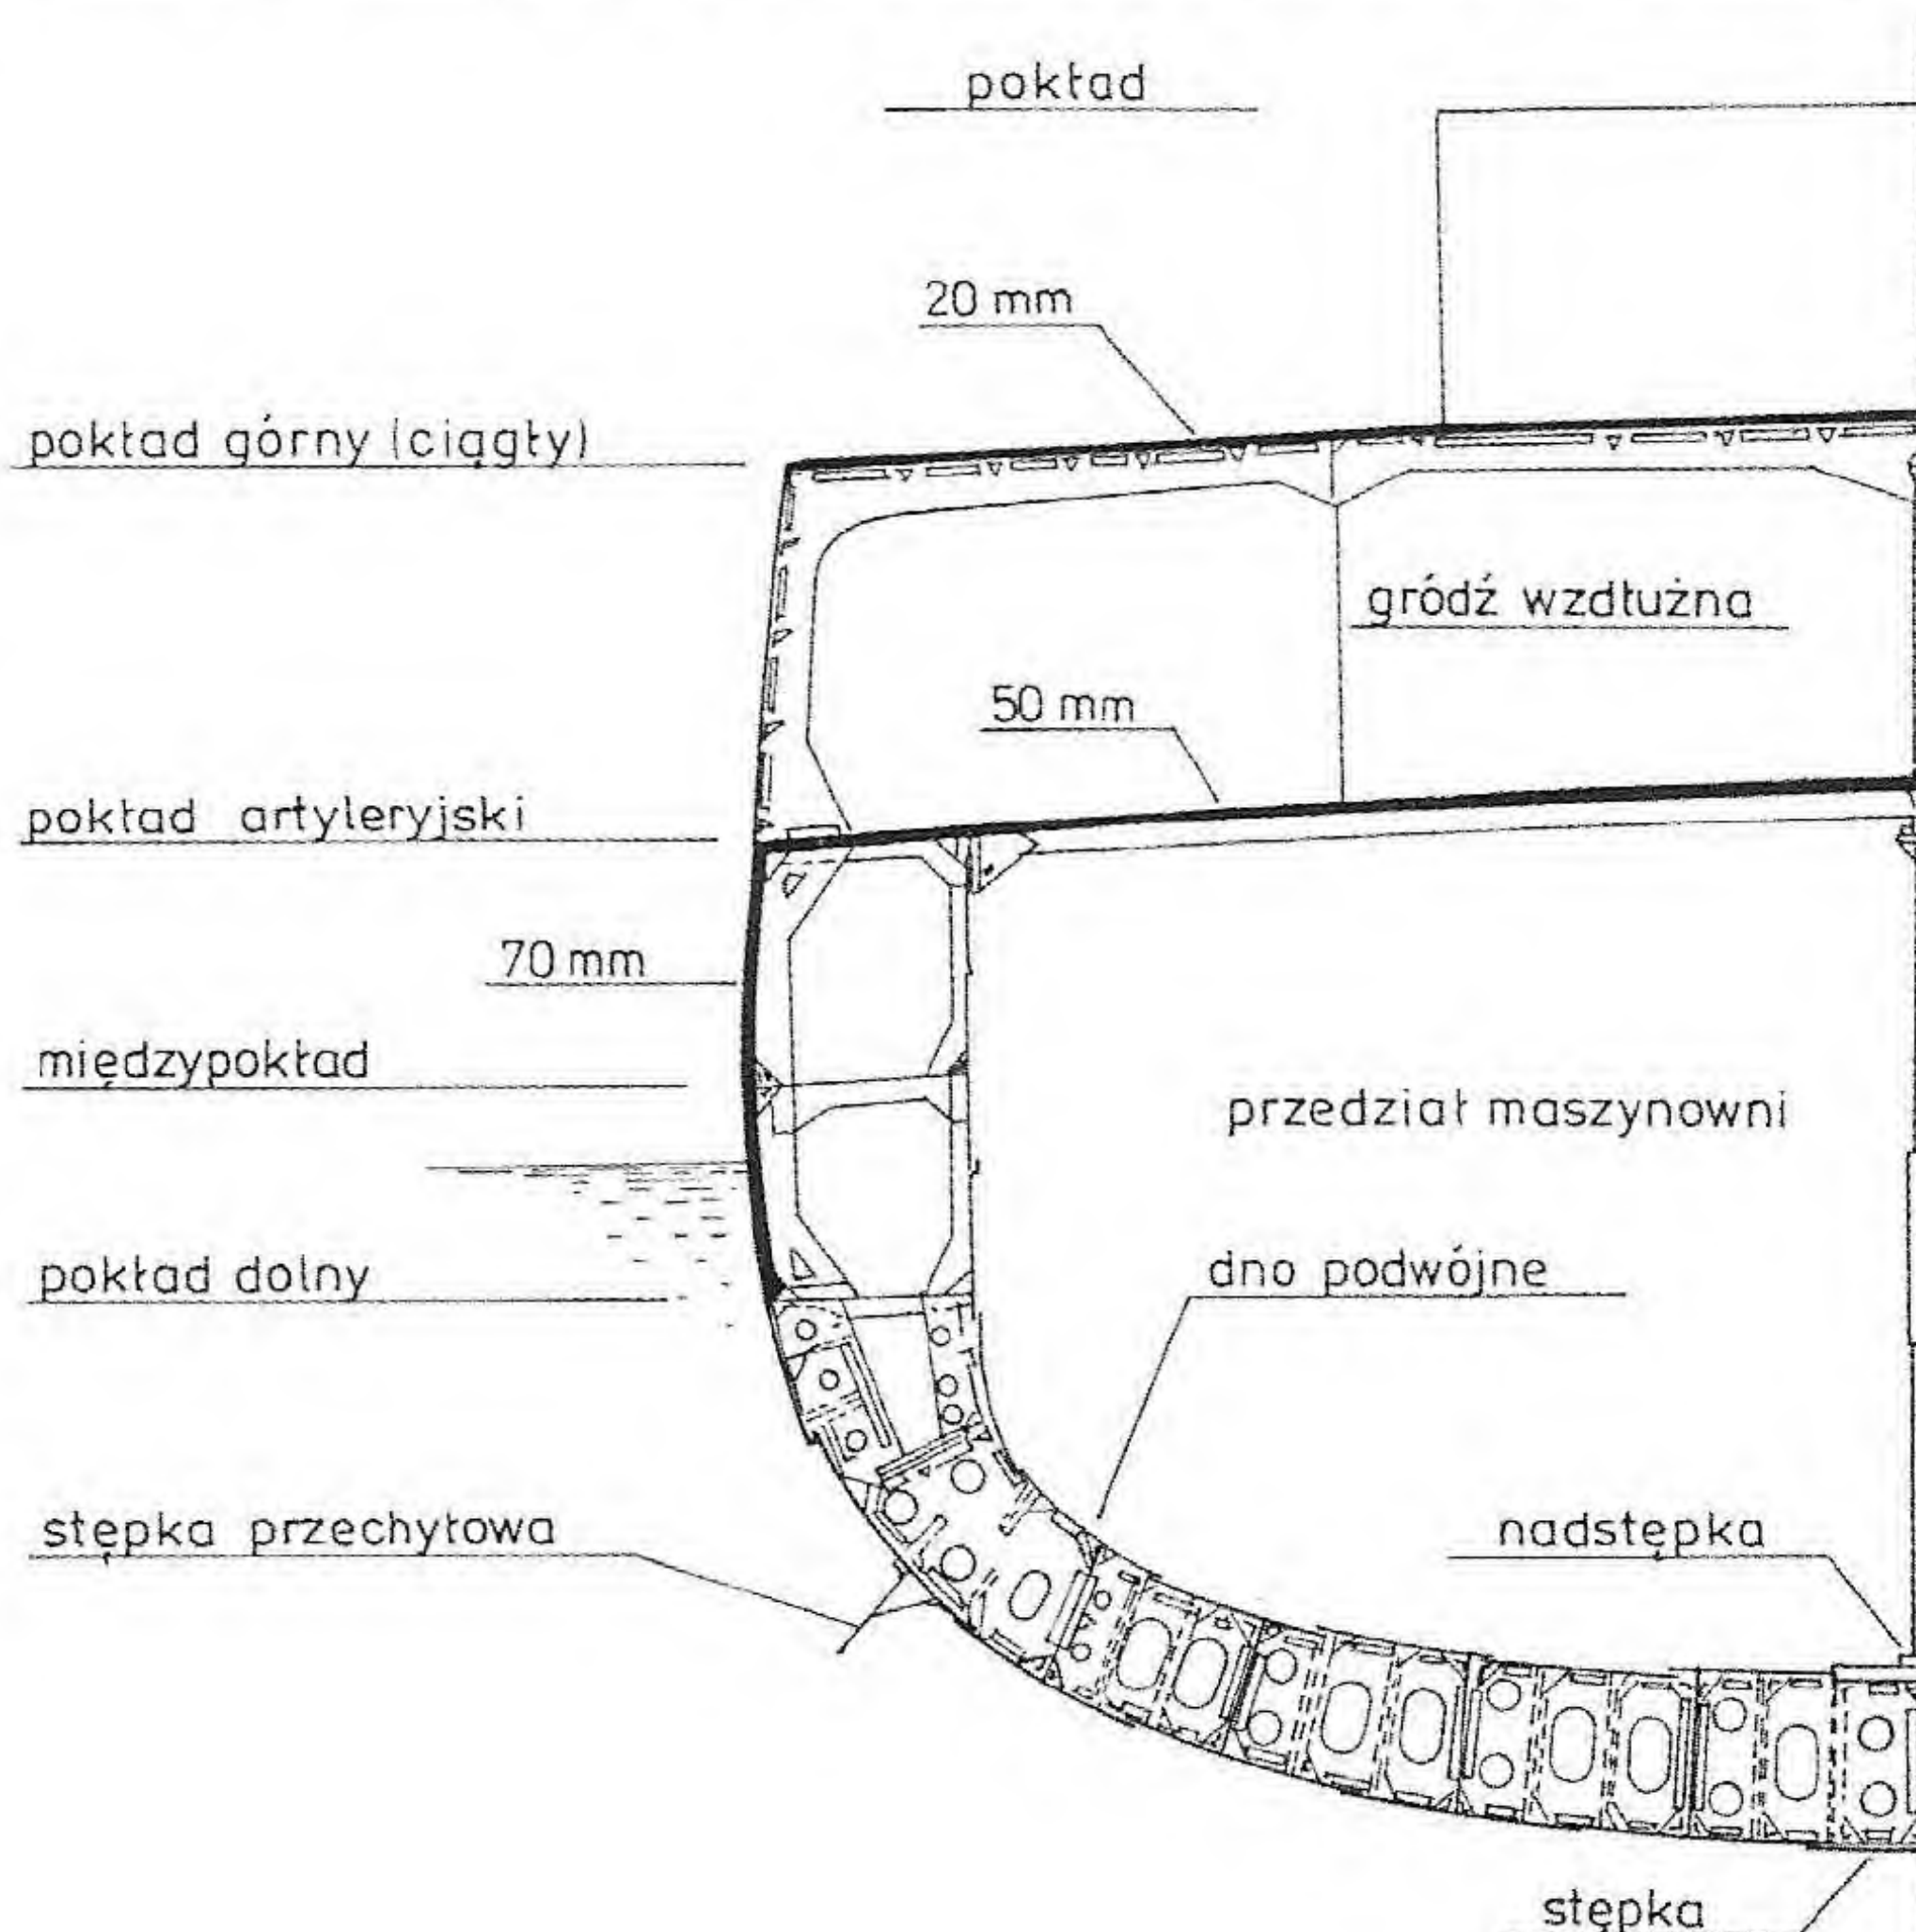 pokład
20 mm
pokład górny (ciągły)
gródź wzdłużna
50 mm
pokład artyleryjski
70 mm
międzypokład
przedział maszynowni
pokład dolny
dno podwójne
stępka przechyłowa
nadstępka
stępka